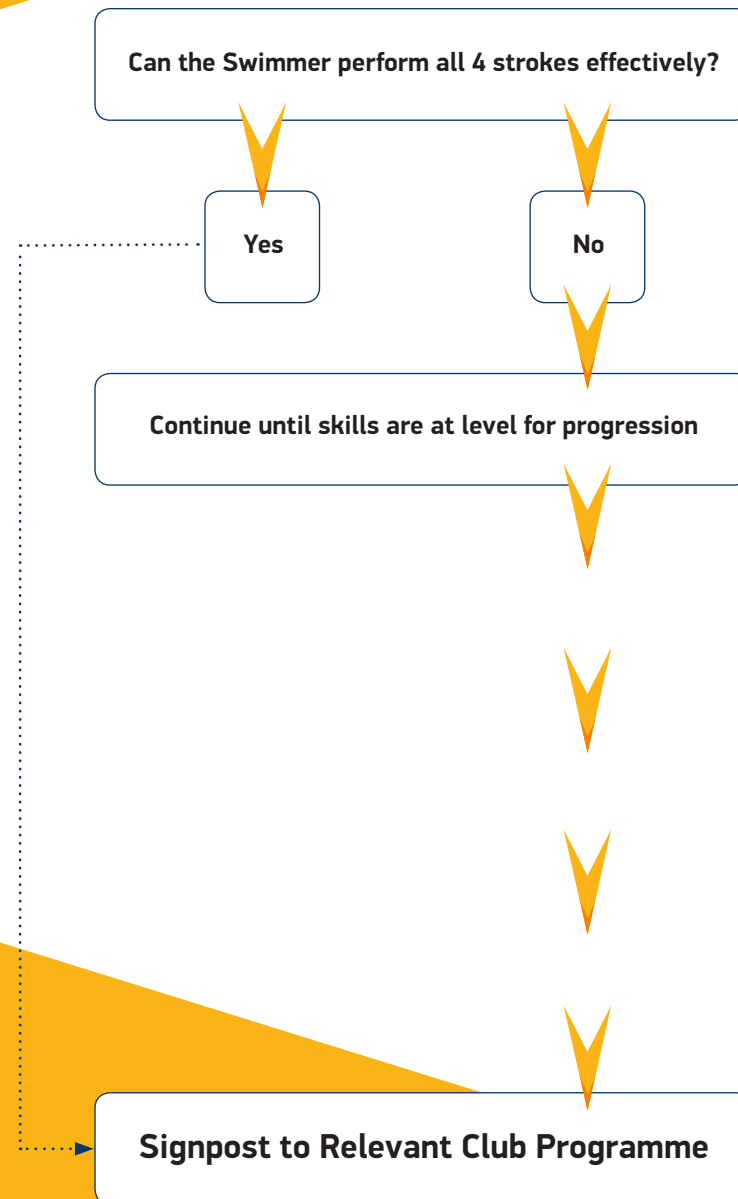 Can the Swimmer perform all 4 strokes effectively?
Yes
No
Continue until skills are at level for progression
Signpost to Relevant Club Programme